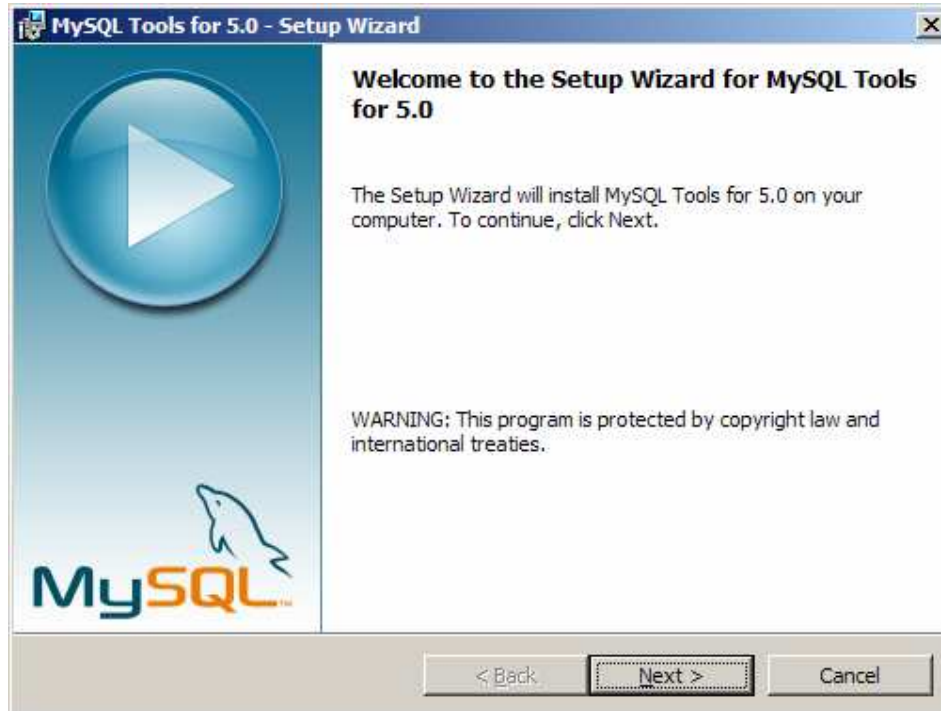 MySQL Tools for 5.0 - Setup Wizard
Welcome to the Setup Wizard for MySQL Tools
for 5.0
The Setup Wizard will install MySQL Tools for 5.0 on your
computer. To continue, click Next.
WARNING: This program is protected by copyright law and
international treaties.
MySQL™
< Back
Next >
Cancel